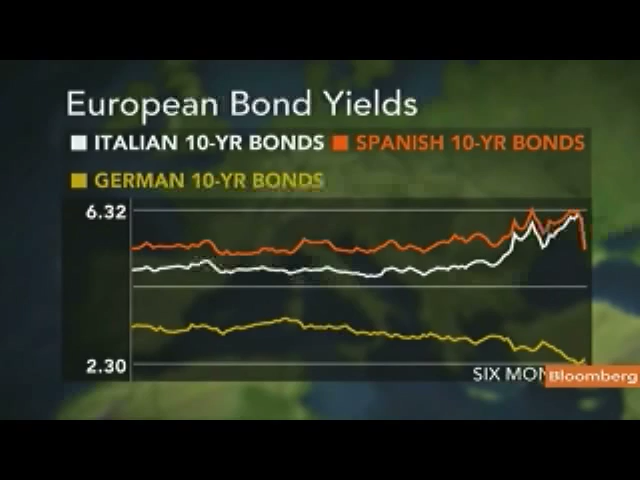 European Bond Yields
ITALIAN 10-YR BONDS SPANISH 10-YR BONDS
GERMAN 10-YR BONDS
6.32
2.30
SIX MON
Bloomberg